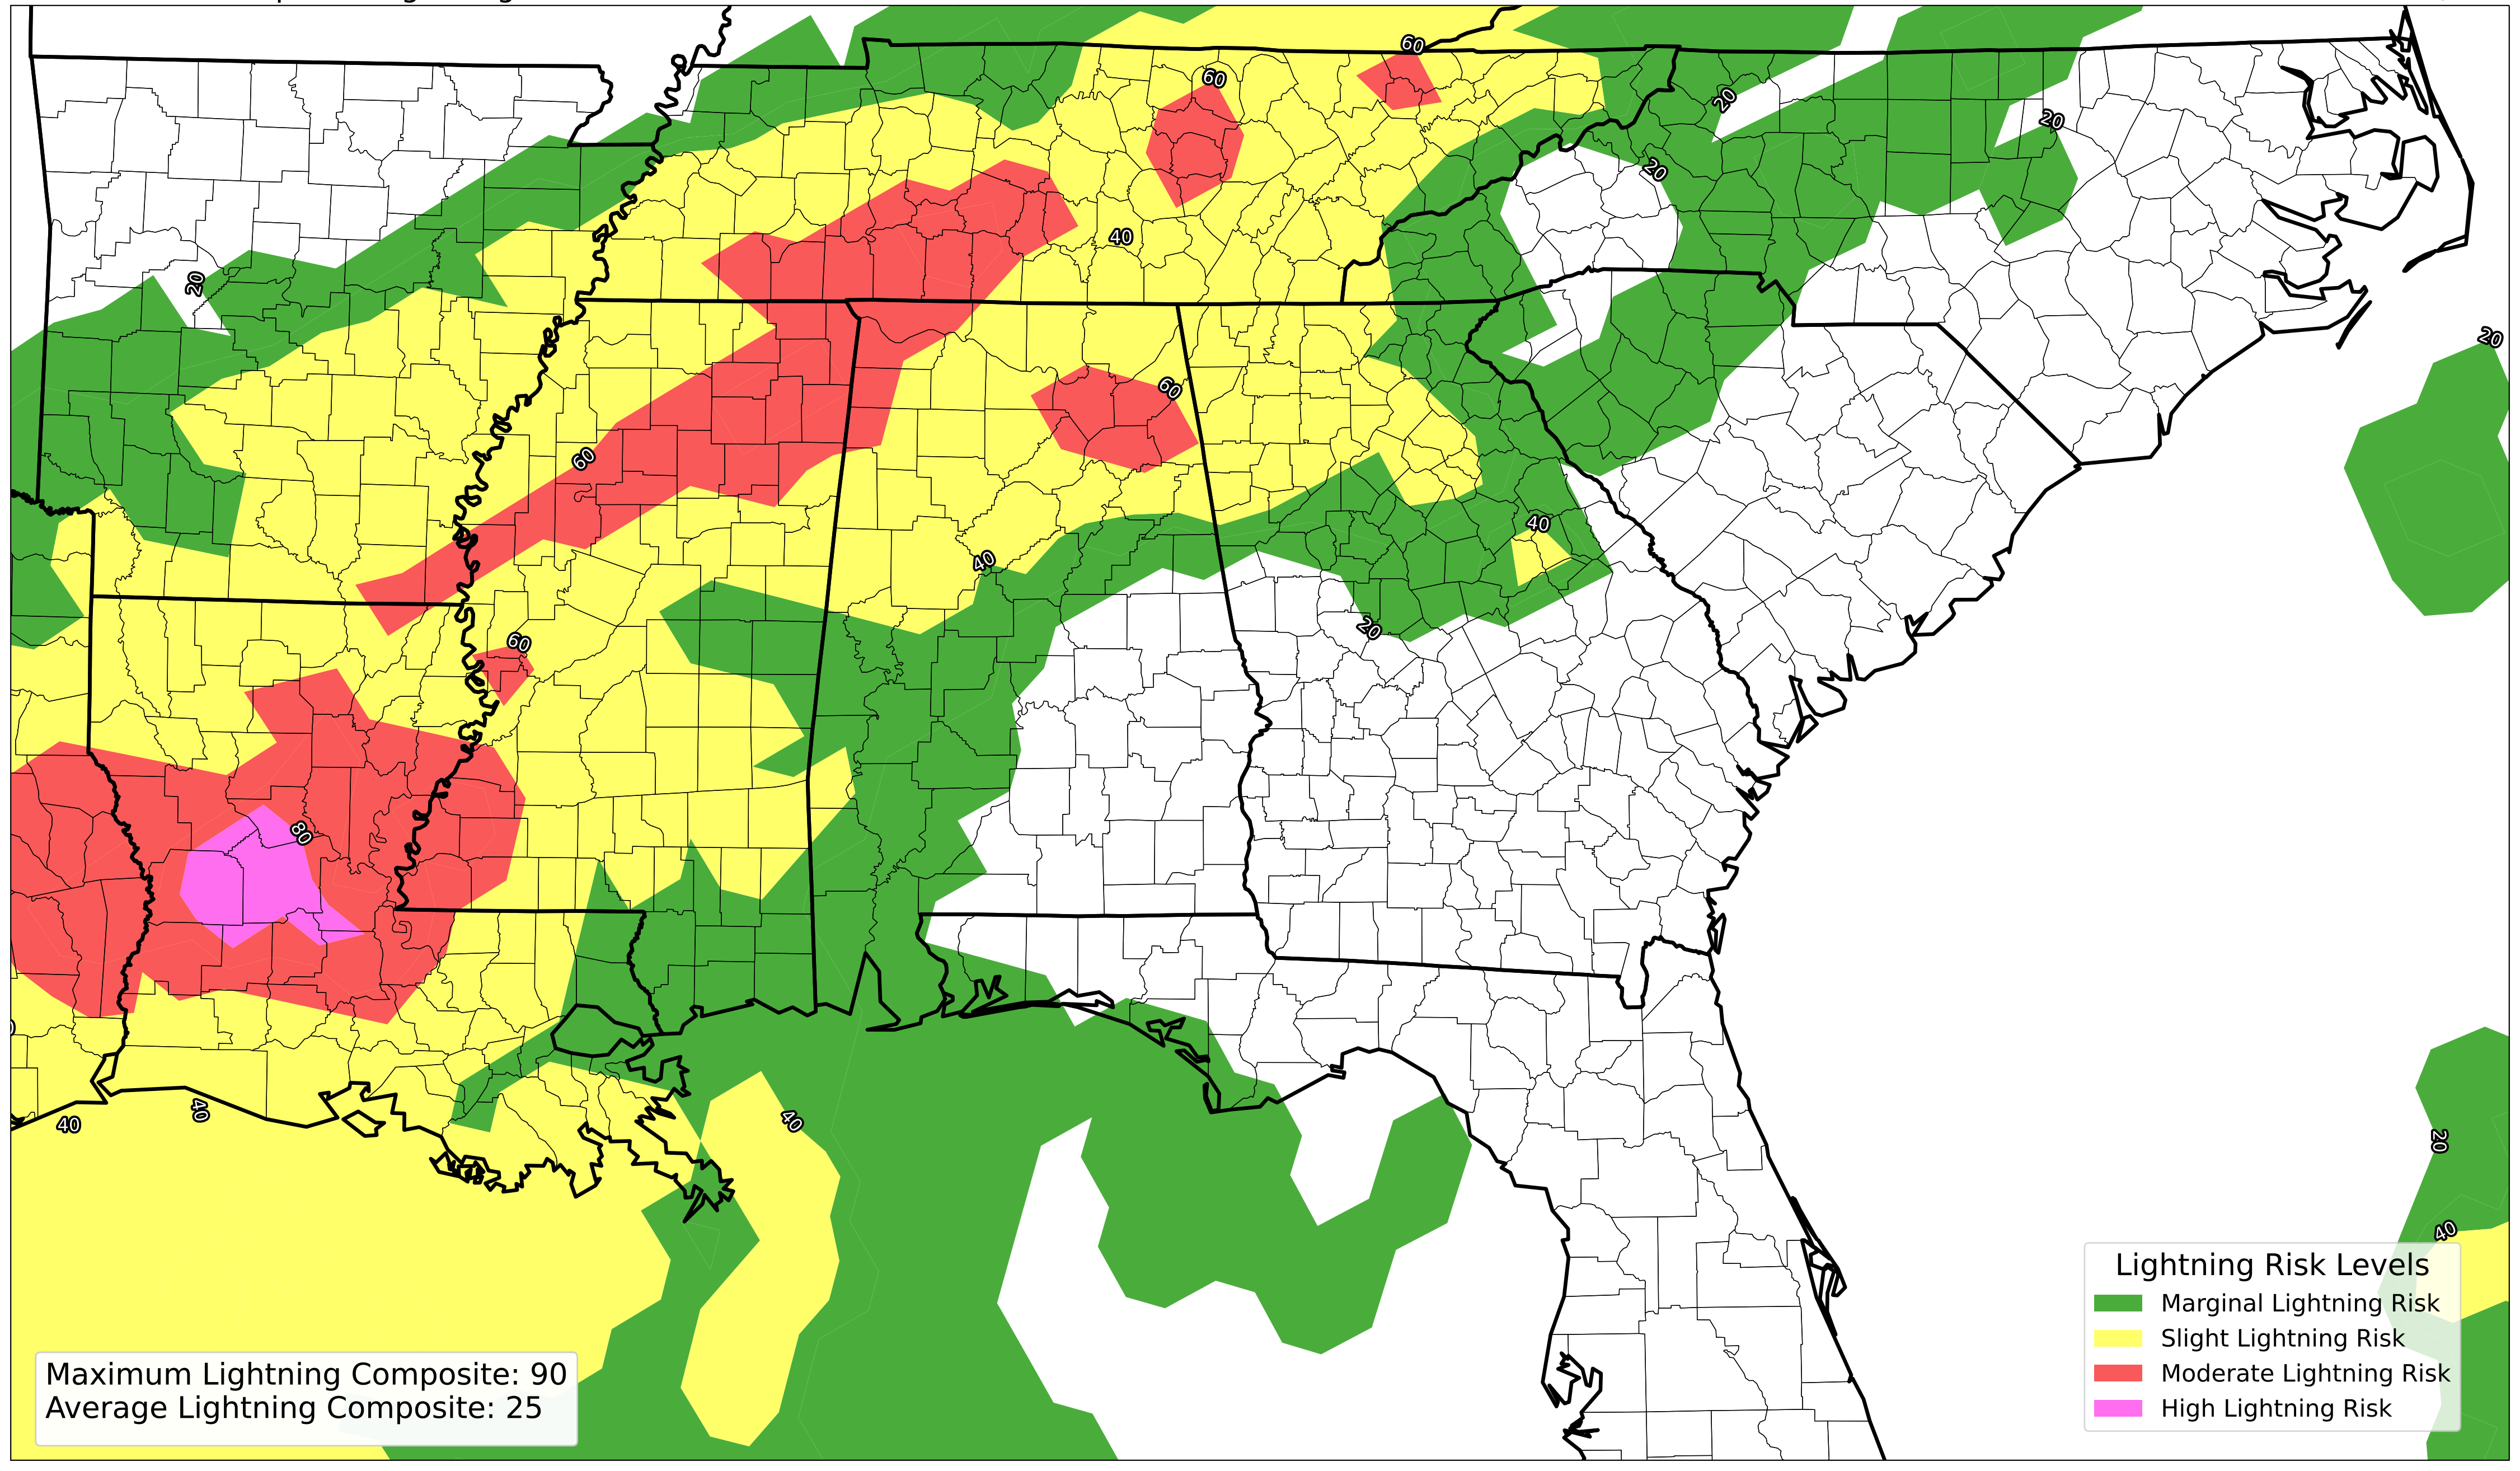 60
60
20
20
20
40
20
20
60
60
40
40
20
60
80
40
40
40
20
40
Lightning Risk Levels
Marginal Lightning Risk
Slight Lightning Risk
Moderate Lightning Risk
High Lightning Risk
Maximum Lightning Composite: 90
Average Lightning Composite: 25